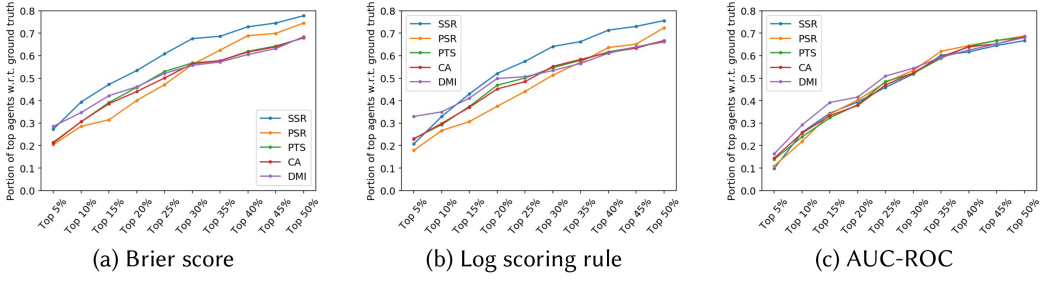 Portion of top agents w.r.t. ground truth
0.8
0.7
0.6
0.5
0.4
0.3
0.2
0.1
0.0
SSR
PSR
PTS
CA
DMI
Top 5%
Top 10%
Top 15%
Top 20%
Top 25%
Top 30%
Top 35%
Top 40%
Top 45%
Top 50%
(a) Brier score
Portion of top agents w.r.t. ground truth
0.8
0.7
0.6
0.5
0.4
0.3
0.2
0.1
0.0
SSR
PSR
PTS
CA
DMI
Top 5%
Top 10%
Top 15%
Top 20%
Top 25%
Top 30%
Top 35%
Top 40%
Top 45%
Top 50%
(b) Log scoring rule
Portion of top agents w.r.t. ground truth
0.8
0.7
0.6
0.5
0.4
0.3
0.2
0.1
0.0
SSR
PSR
PTS
CA
DMI
Top 5%
Top 10%
Top 15%
Top 20%
Top 25%
Top 30%
Top 35%
Top 40%
Top 45%
Top 50%
(c) AUC-ROC